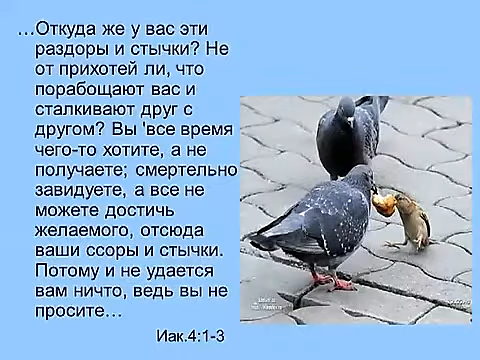 …Откуда же у вас эти
раздоры и стычки? Не
от прихотей ли, что
порабощают вас и
сталкивают друг с
другом? Вы 'все время
чего-то хотите, а не
получаете; смертельно
завидуете, а все не
можете достичь
желаемого, отсюда
ваши ссоры и стычки.
Потому и не удается
вам ничто, ведь вы не
просите…
Иак.4:1-3